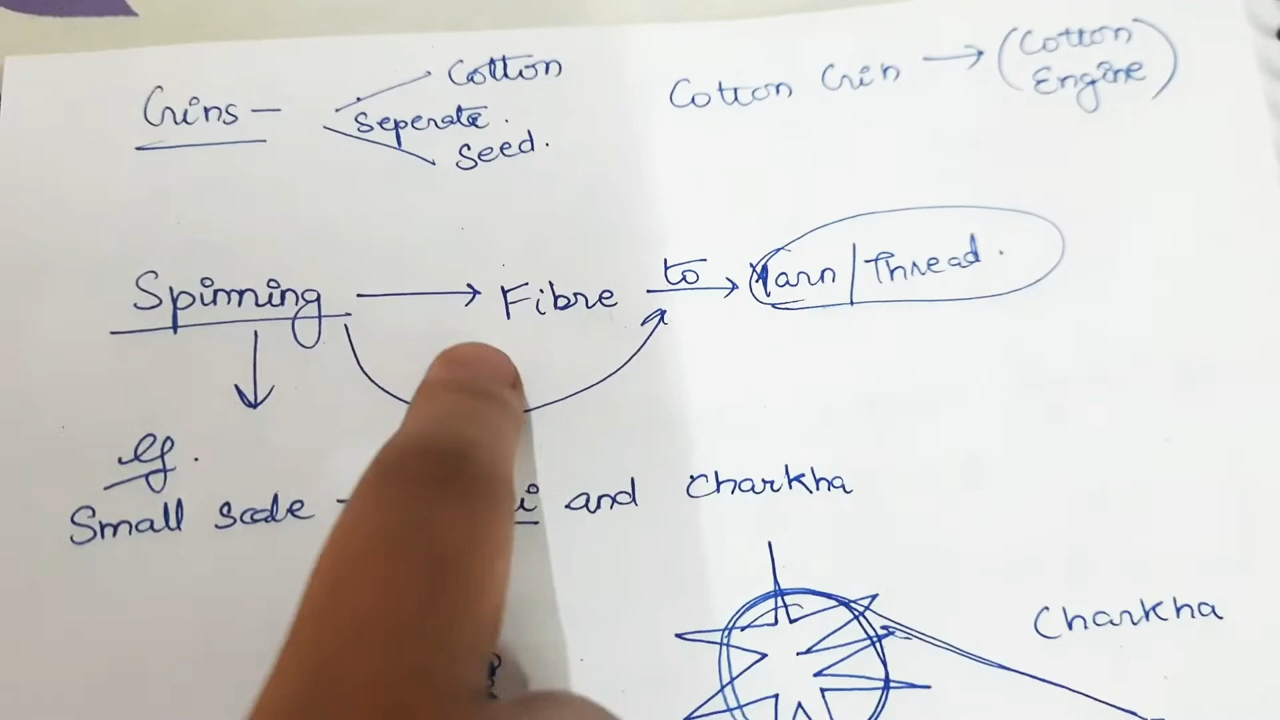 Gins - Cotton
Seperate.
Seed.
Cotton Gin → (Cotton
Engine)
Spinning → Fibre to → Yarn/Thread.
eg.
Small scale - and Charkha
Charkha